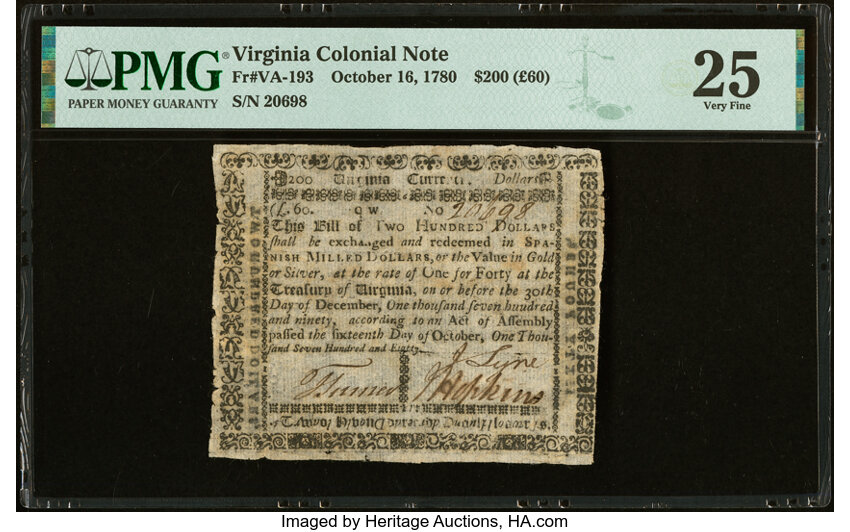 PMG
PAPER MONEY GUARANTY
Virginia Colonial Note
Fr#VA-193 October 16, 1780 $200 (£60)
S/N 20698
25
Very Fine
200 Virginia Curre Dollars
(£.60. No 20698
This Bill of TWO HUNDRED DOLLARS
shall be exchanged and redeemed in SPA-
NISH MILLED DOLLARS, or the Value in Gold
or Silver, at the rate of One for Forty at the
Treasury of Virginia, on or before the 30th
Day of December, One thousand seven hundred
and ninety, according to an Act of Assembly
passed the sixteenth Day of October, One Thou-
sand Seven Hundred and Eighty.
J Lyne
Turner Hopkins
Imaged by Heritage Auctions, HA.com